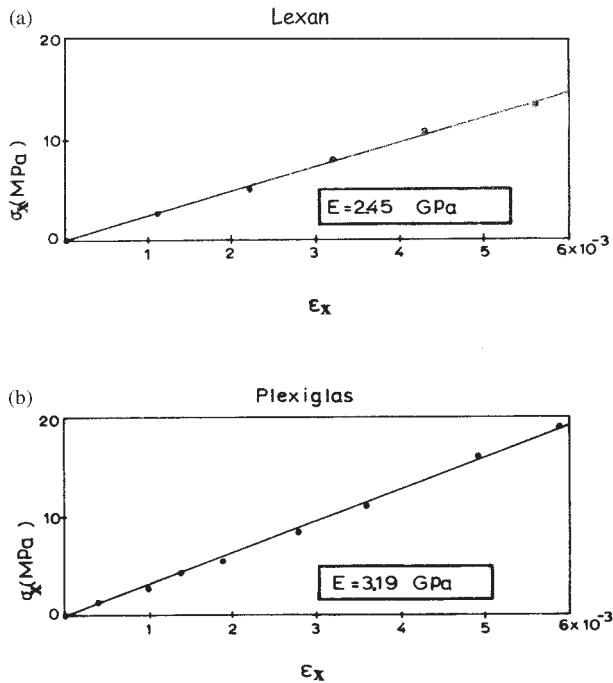 (a)
Lexan
20
10
0
σx (MPa)
E = 2.45 GPa
1 2 3 4 5 6×10⁻³
εx
(b)
Plexiglas
20
10
0
σx (MPa)
E = 3.19 GPa
1 2 3 4 5 6×10⁻³
εx